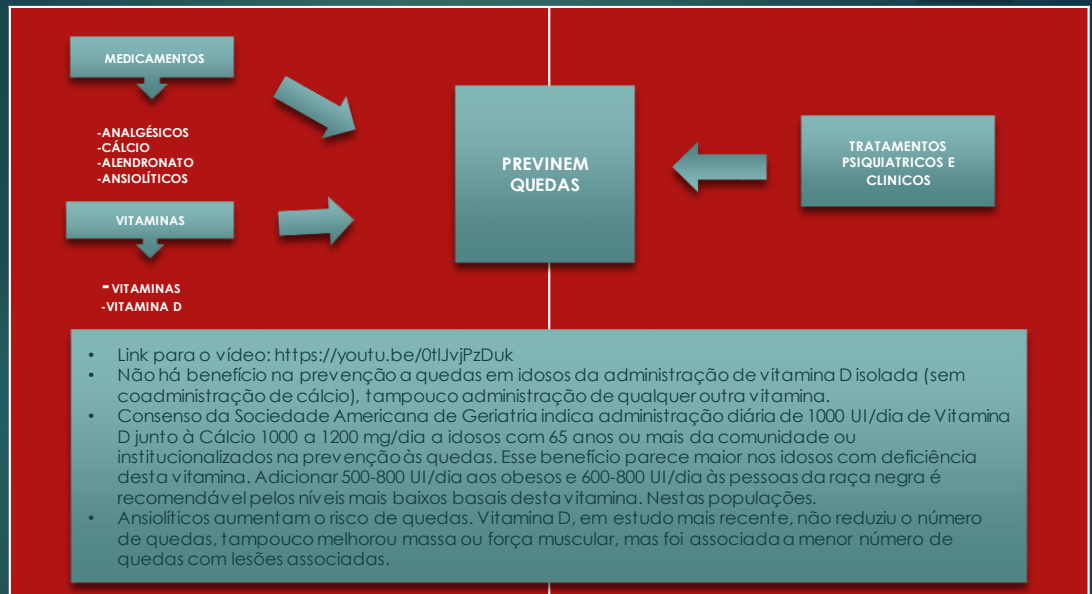 MEDICAMENTOS
-ANALGÉSICOS
-CÁLCIO
-ALENDRONATO
-ANSIOLÍTICOS
VITAMINAS
-VITAMINAS
-VITAMINA D
PREVINEM
QUEDAS
TRATAMENTOS
PSIQUIATRICOS E
CLINICOS
• Link para o vídeo: https://youtu.be/0tlJvjPzDuk
• Não há benefício na prevenção a quedas em idosos da administração de vitamina D isolada (sem
coadministração de cálcio), tampouco administração de qualquer outra vitamina.
• Consenso da Sociedade Americana de Geriatria indica administração diária de 1000 UI/dia de Vitamina
D junto à Cálcio 1000 a 1200 mg/dia a idosos com 65 anos ou mais da comunidade ou
institucionalizados na prevenção às quedas. Esse benefício parece maior nos idosos com deficiência
desta vitamina. Adicionar 500-800 UI/dia aos obesos e 600-800 UI/dia às pessoas da raça negra é
recomendável pelos níveis mais baixos basais desta vitamina. Nestas populações.
• Ansiolíticos aumentam o risco de quedas. Vitamina D, em estudo mais recente, não reduziu o número
de quedas, tampouco melhorou massa ou força muscular, mas foi associada a menor número de
quedas com lesões associadas.